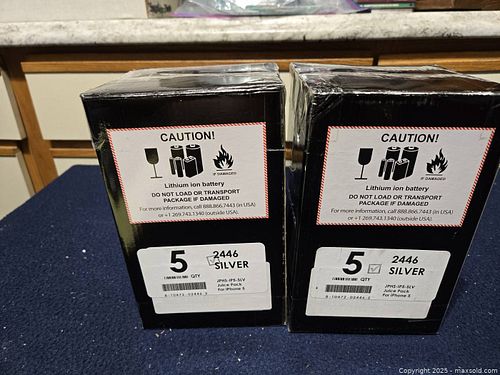 CAUTION!
IF DAMAGED
Lithium ion battery
DO NOT LOAD OR TRANSPORT
PACKAGE IF DAMAGED
For more information, call 888.866.7443 (in USA)
or +1 269.743.1340 (outside USA).
5 QTY
2446
SILVER
JPHS-IP5-SLV
Juice Pack
For iPhone 5
CAUTION!
IF DAMAGED
Lithium ion battery
DO NOT LOAD OR TRANSPORT
PACKAGE IF DAMAGED
For more information, call 888.866.7443 (in USA)
or +1 269.743.1340 (outside USA).
5 QTY
2446
SILVER
JPHS-IP5-SLV
Juice Pack
For iPhone 5
Copyright 2025 - maxsold.com